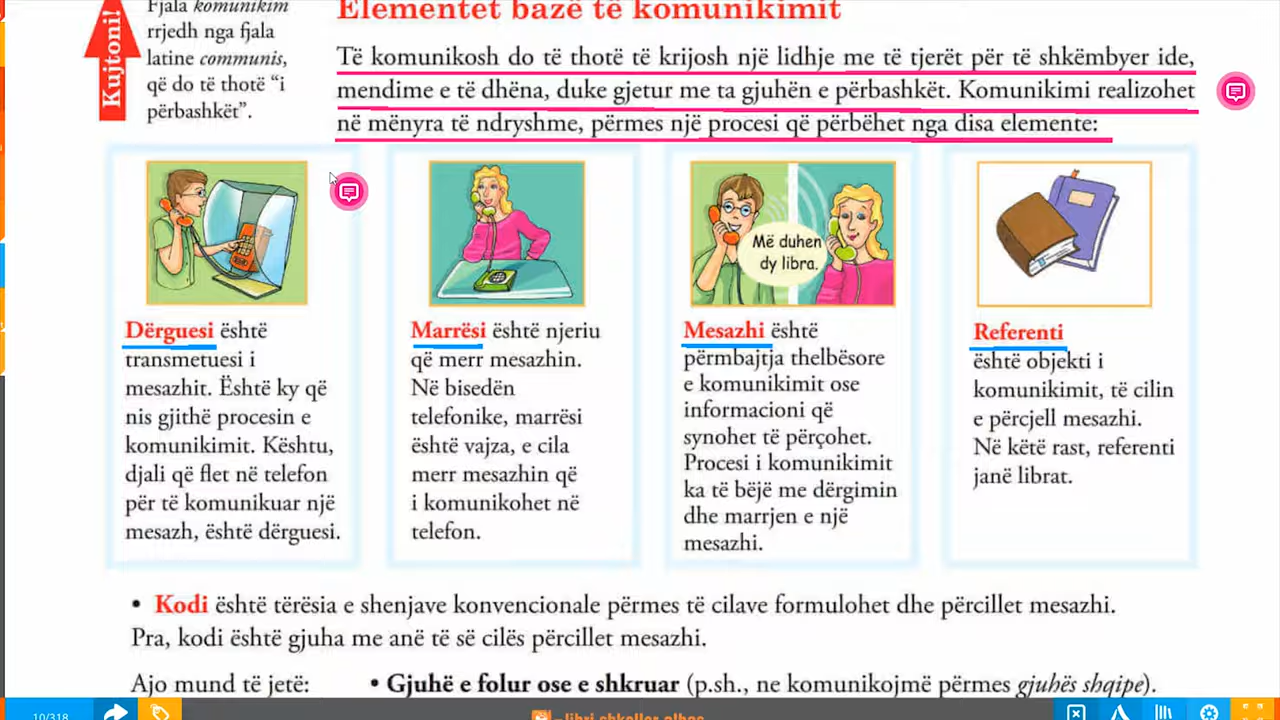 Kujtoni!
Fjala komunikim
rrjedh nga fjala
latine communis,
që do të thotë “i
përbashkët”.
Elementet bazë të komunikimit
Të komunikosh do të thotë të krijosh një lidhje me të tjerët për të shkëmbyer ide,
mendime e të dhëna, duke gjetur me ta gjuhën e përbashkët. Komunikimi realizohet
në mënyra të ndryshme, përmes një procesi që përbëhet nga disa elemente:
Dërguesi është
transmetuesi i
mesazhit. Është ky që
nis gjithë procesin e
komunikimit. Kështu,
djali që flet në telefon
për të komunikuar një
mesazh, është dërguesi.
Marrësi është njeriu
që merr mesazhin.
Në bisedën
telefonike, marrësi
është vajza, e cila
merr mesazhin që
i komunikohet në
telefon.
Më duhen
dy libra.
Mesazhi është
përmbajtja thelbësore
e komunikimit ose
informacioni që
synohet të përçohet.
Procesi i komunikimit
ka të bëjë me dërgimin
dhe marrjen e një
mesazhi.
Referenti
është objekti i
komunikimit, të cilin
e përcjell mesazhi.
Në këtë rast, referenti
janë librat.
• Kodi është tërësia e shenjave konvencionale përmes të cilave formulohet dhe përcillet mesazhi.
Pra, kodi është gjuha me anë të së cilës përcillet mesazhi.
Ajo mund të jetë: • Gjuhë e folur ose e shkruar (p.sh., ne komunikojmë përmes gjuhës shqipe).
10/318